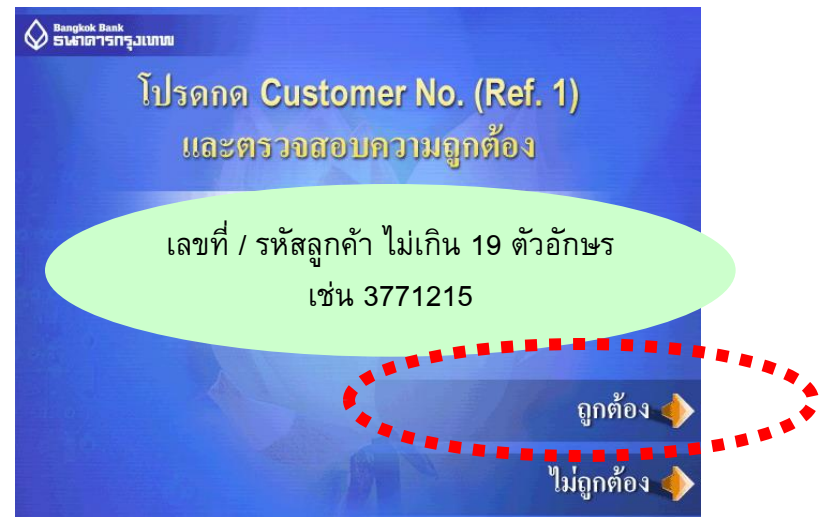 Bangkok Bank
ธนาคารกรุงเทพ
โปรดกด Customer No. (Ref. 1)
และตรวจสอบความถูกต้อง
เลขที่ / รหัสลูกค้า ไม่เกิน 19 ตัวอักษร
เช่น 3771215
ถูกต้อง
ไม่ถูกต้อง